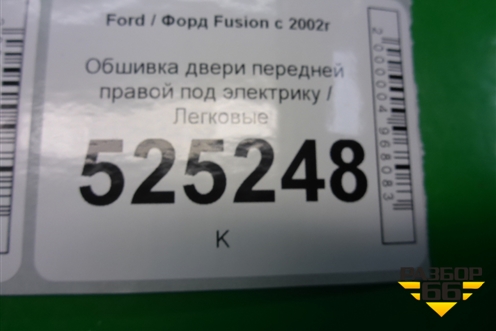 Ford / Форд Fusion с 2002г
Обшивка двери передней
правой под электрику /
Легковые
525248
К
2000004968083
РАЗБОР
66